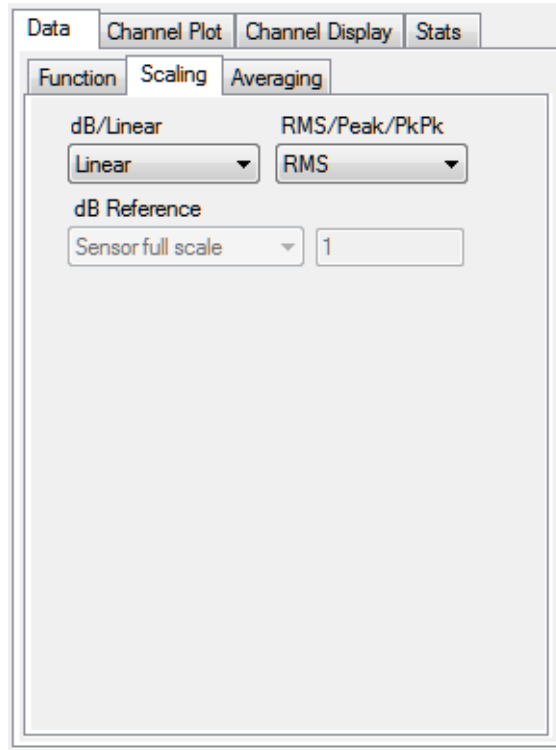 Data Channel Plot Channel Display Stats
Function Scaling Averaging
dB/Linear RMS/Peak/PkPk
Linear RMS
dB Reference
Sensor full scale 1